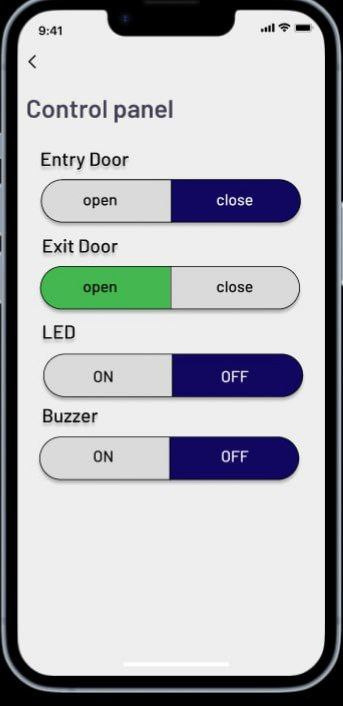 9:41
Control panel
Entry Door
open close
Exit Door
open close
LED
ON OFF
Buzzer
ON OFF